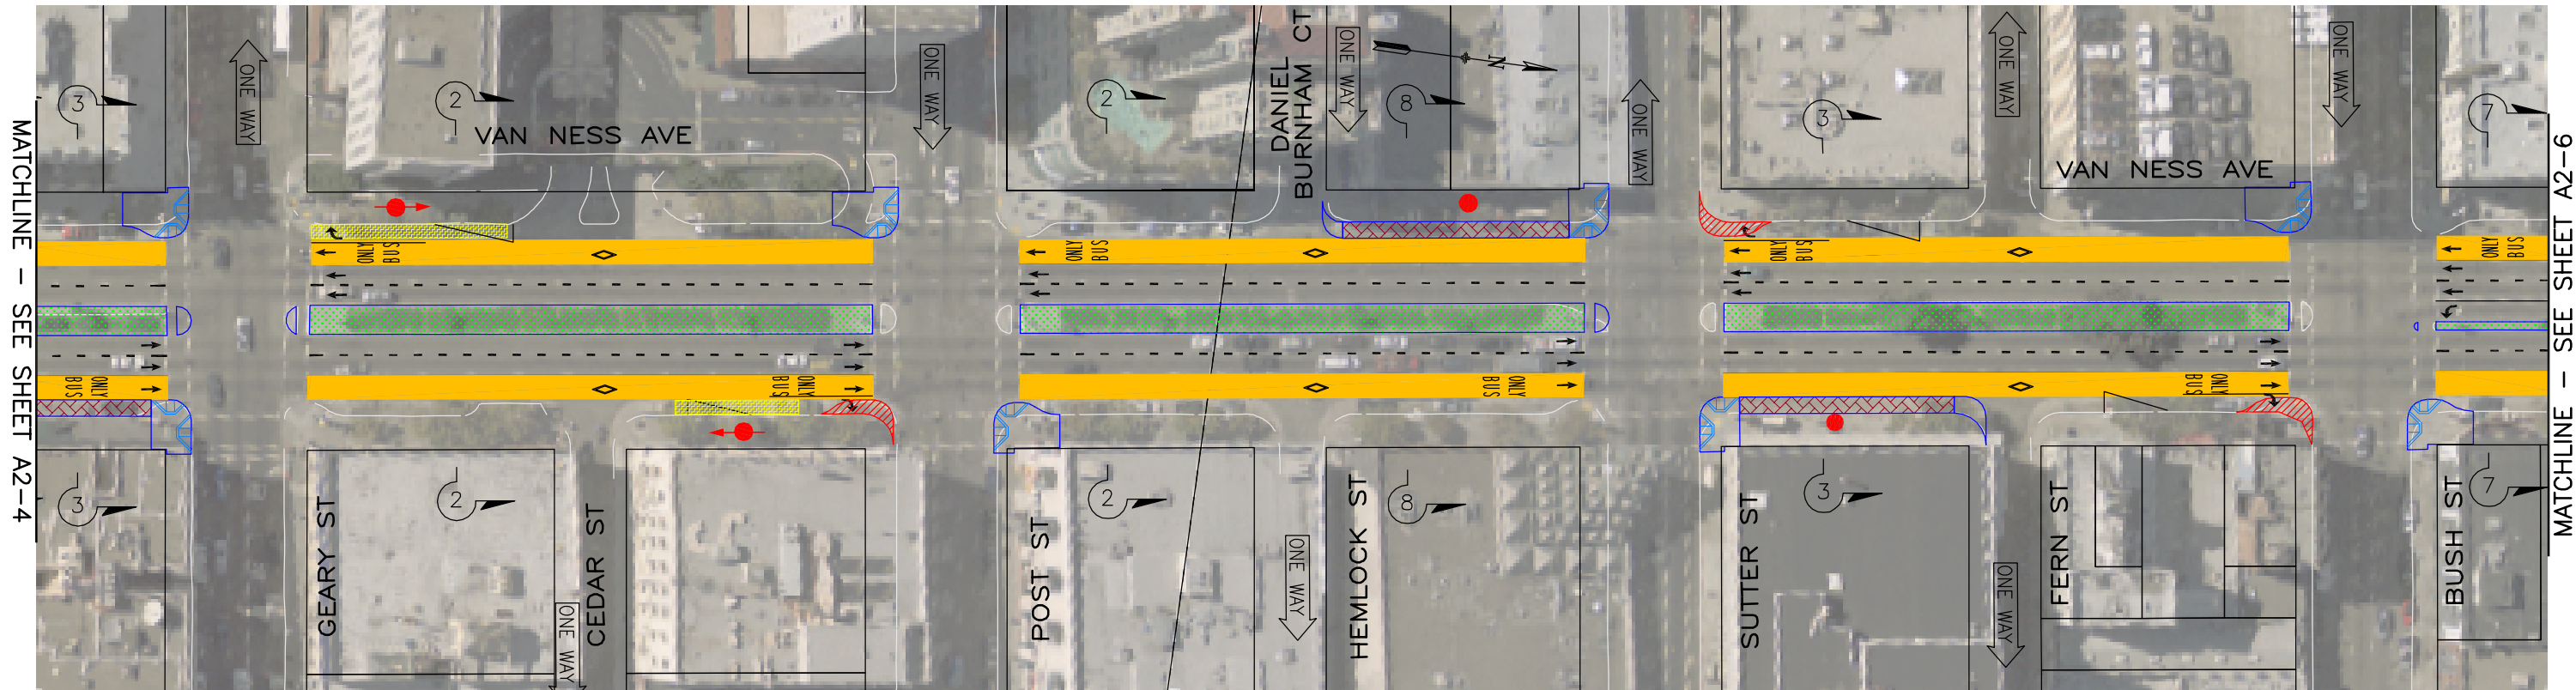 MATCHLINE – SEE SHEET A2-4
3
ONE WAY
2
VAN NESS AVE
ONE WAY
2
DANIEL
BURNHAM CT
ONE WAY
8
N
ONE WAY
3
ONE WAY
VAN NESS AVE
ONE WAY
7
MATCHLINE – SEE SHEET A2-6
BUS
ONLY
BUS
ONLY
BUS
ONLY
BUS
ONLY
BUS
ONLY
BUS
ONLY
BUS
ONLY
BUS
ONLY
3
GEARY ST
2
CEDAR ST
ONE WAY
POST ST
2
ONE WAY
HEMLOCK ST
8
SUTTER ST
3
ONE WAY
FERN ST
BUSH ST
7